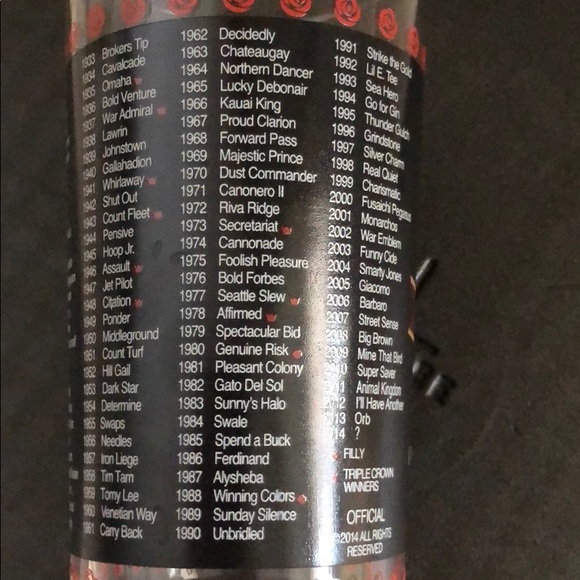 1933 Brokers Tip
1934 Cavalcade
1935 Omaha
1936 Bold Venture
1937 War Admiral
1938 Lawrin
1939 Johnstown
1940 Gallahadion
1941 Whirlaway
1942 Shut Out
1943 Count Fleet
1944 Pensive
1945 Hoop Jr.
1946 Assault
1947 Jet Pilot
1948 Citation
1949 Ponder
1950 Middleground
1951 Count Turf
1952 Hill Gail
1953 Dark Star
1954 Determine
1955 Swaps
1956 Needles
1957 Iron Liege
1958 Tim Tam
1959 Tomy Lee
1960 Venetian Way
1961 Carry Back
1962 Decidedly
1963 Chateaugay
1964 Northern Dancer
1965 Lucky Debonair
1966 Kauai King
1967 Proud Clarion
1968 Forward Pass
1969 Majestic Prince
1970 Dust Commander
1971 Canonero II
1972 Riva Ridge
1973 Secretariat
1974 Cannonade
1975 Foolish Pleasure
1976 Bold Forbes
1977 Seattle Slew
1978 Affirmed
1979 Spectacular Bid
1980 Genuine Risk
1981 Pleasant Colony
1982 Gato Del Sol
1983 Sunny's Halo
1984 Swale
1985 Spend a Buck
1986 Ferdinand
1987 Alysheba
1988 Winning Colors
1989 Sunday Silence
1990 Unbridled
1991 Strike the Gold
1992 Lil E. Tee
1993 Sea Hero
1994 Go for Gin
1995 Thunder Gulch
1996 Grindstone
1997 Silver Charm
1998 Real Quiet
1999 Charismatic
2000 Fusaichi Pegasus
2001 Monarchos
2002 War Emblem
2003 Funny Cide
2004 Smarty Jones
2005 Giacomo
2006 Barbaro
2007 Street Sense
2008 Big Brown
2009 Mine That Bird
2010 Super Saver
2011 Animal Kingdom
2012 I'll Have Another
2013 Orb
2014 ?
FILLY
TRIPLE CROWN
WINNERS
OFFICIAL
©2014 ALL RIGHTS
RESERVED